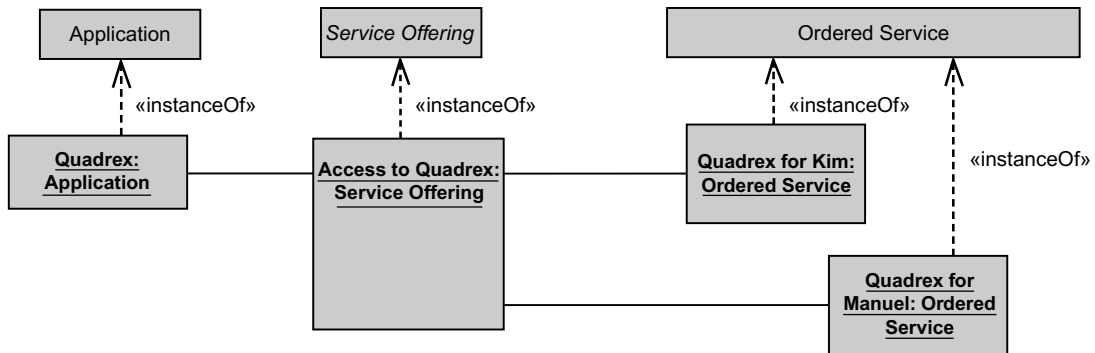 Application
Service Offering
Ordered Service
«instanceOf»
«instanceOf»
«instanceOf»
«instanceOf»
Quadrex:
Application
Access to Quadrex:
Service Offering
Quadrex for Kim:
Ordered Service
Quadrex for
Manuel: Ordered
Service